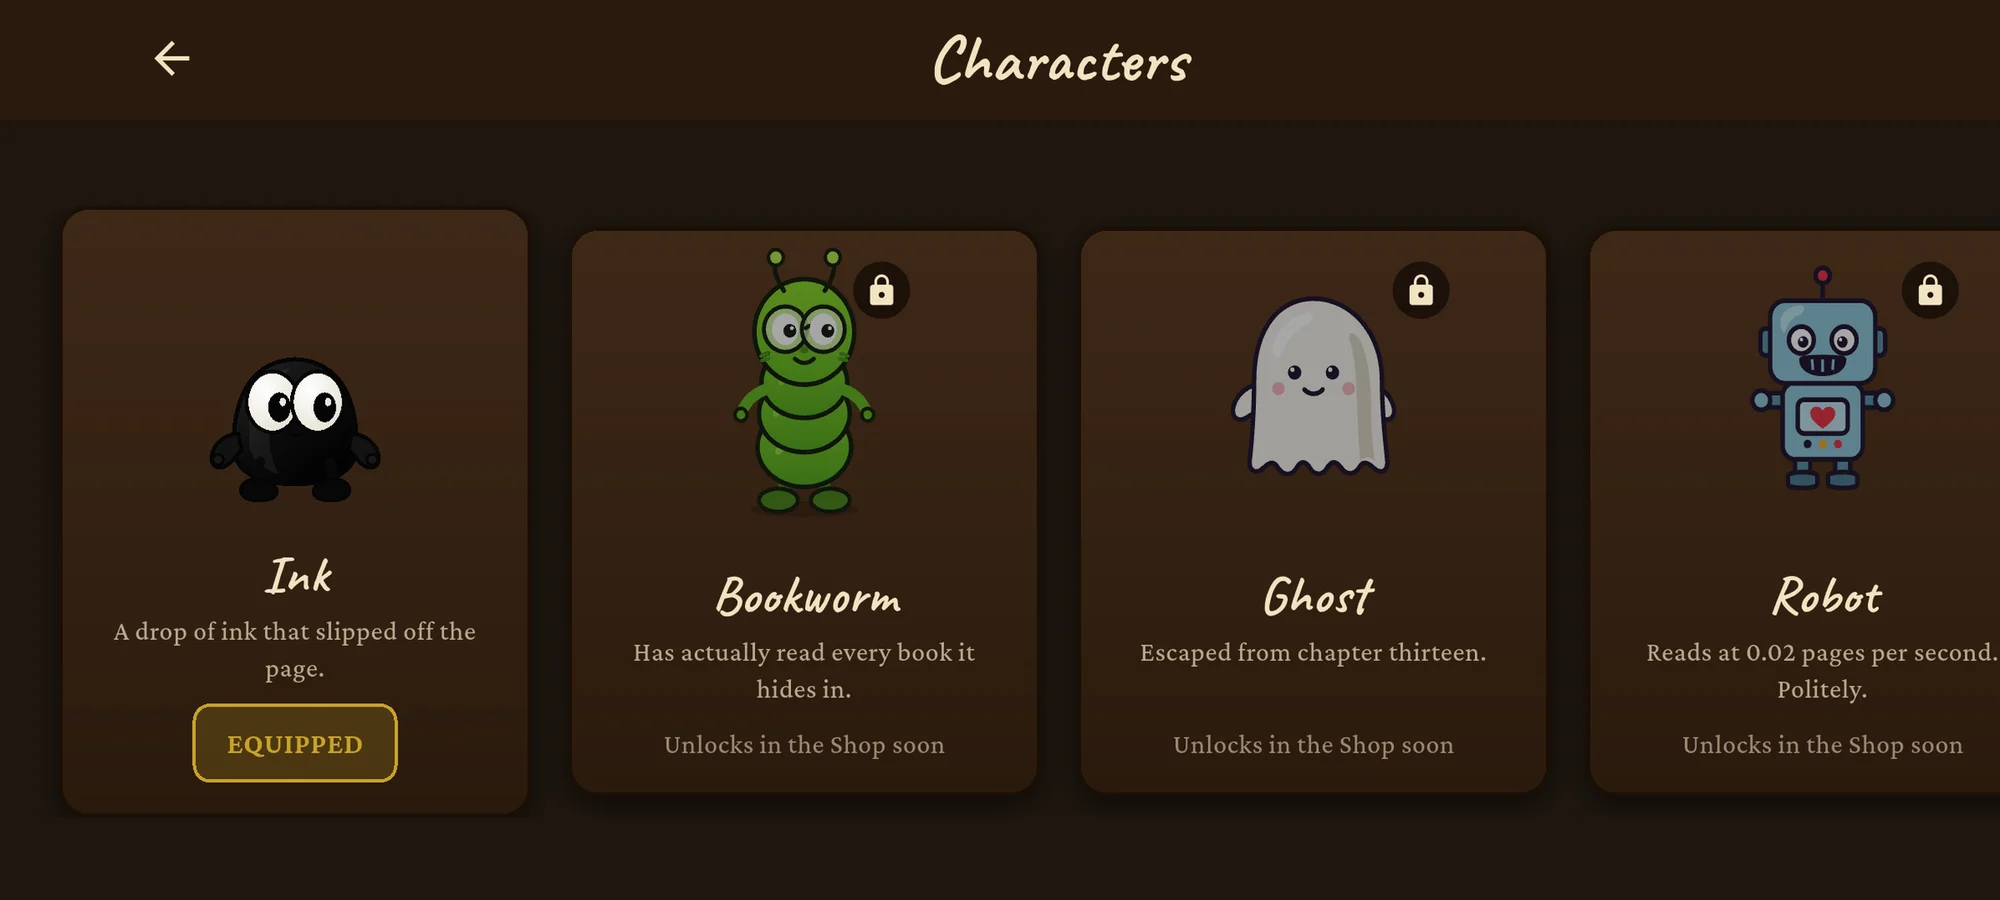 Characters
Ink
A drop of ink that slipped off the
page.
EQUIPPED
Bookworm
Has actually read every book it
hides in.
Unlocks in the Shop soon
Ghost
Escaped from chapter thirteen.
Unlocks in the Shop soon
Robot
Reads at 0.02 pages per second.
Politely.
Unlocks in the Shop soon